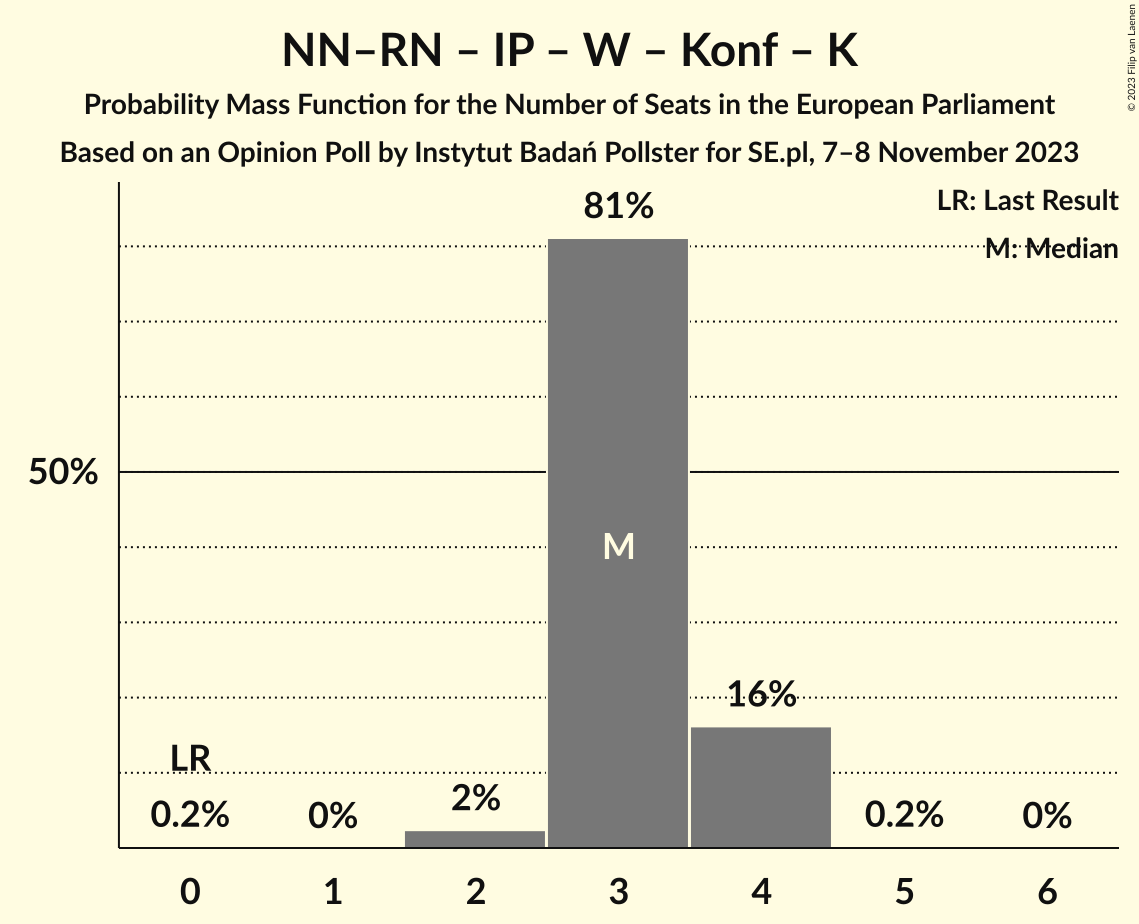 © 2023 Filip van Laenen
NN–RN – IP – W – Konf – K
Probability Mass Function for the Number of Seats in the European Parliament
Based on an Opinion Poll by Instytut Badań Pollster for SE.pl, 7–8 November 2023
LR: Last Result
M: Median
81%
50%
M
16%
LR
0.2%
0%
2%
0.2%
0%
0 1 2 3 4 5 6